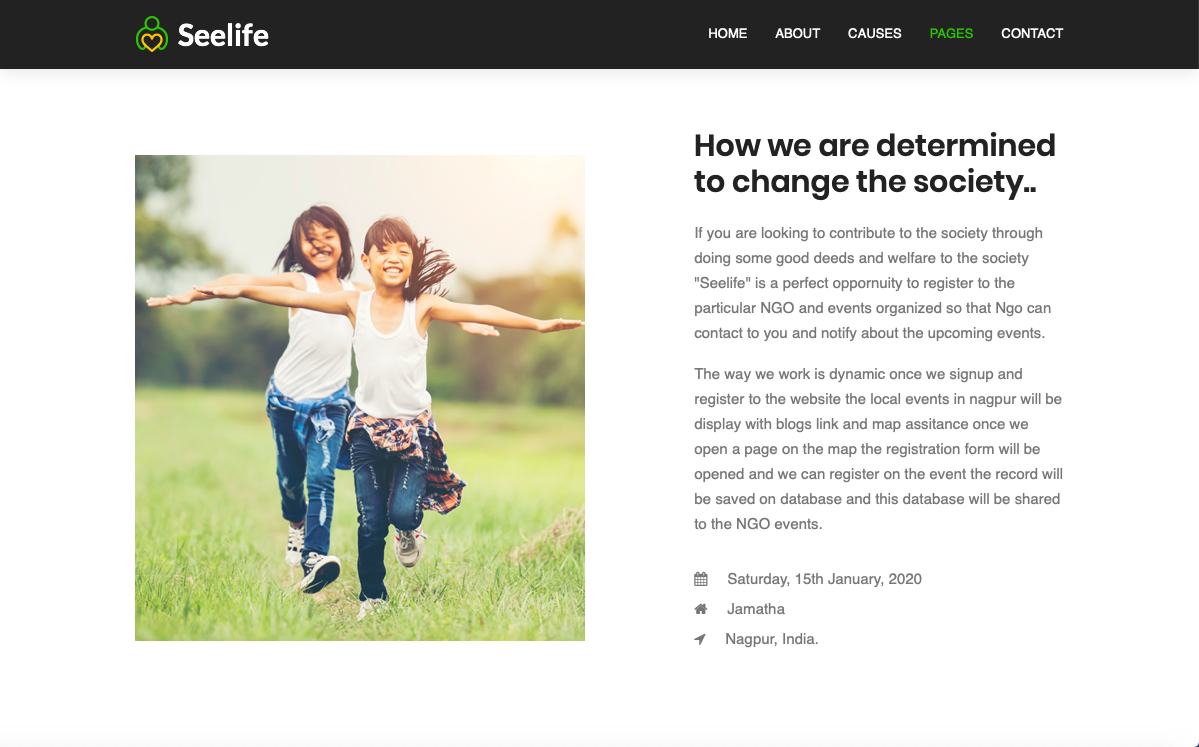 Seelife
HOME ABOUT CAUSES PAGES CONTACT
How we are determined
to change the society..
If you are looking to contribute to the society through
doing some good deeds and welfare to the society
"Seelife" is a perfect oppornuity to register to the
particular NGO and events organized so that Ngo can
contact to you and notify about the upcoming events.
The way we work is dynamic once we signup and
register to the website the local events in nagpur will be
display with blogs link and map assitance once we
open a page on the map the registration form will be
opened and we can register on the event the record will
be saved on database and this database will be shared
to the NGO events.
Saturday, 15th January, 2020
Jamatha
Nagpur, India.